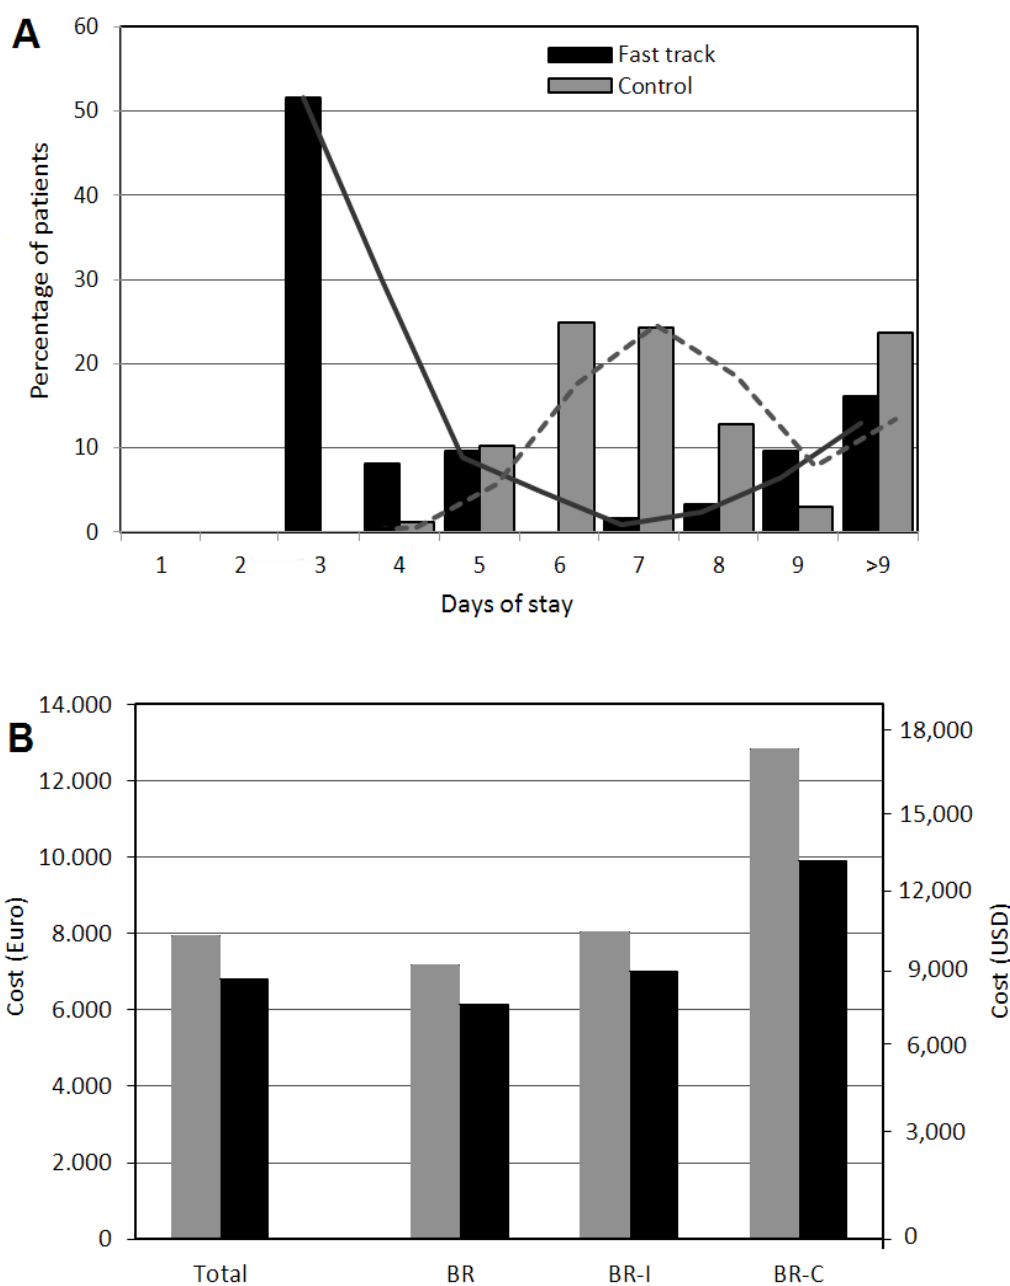 A
60
50
40
30
20
10
0
Percentage of patients
Fast track
Control
1 2 3 4 5 6 7 8 9 >9
Days of stay
B
14.000
12.000
10.000
8.000
6.000
4.000
2.000
0
Cost (Euro)
18,000
15,000
12,000
9,000
6,000
3,000
0
Cost (USD)
Total BR BR-I BR-C